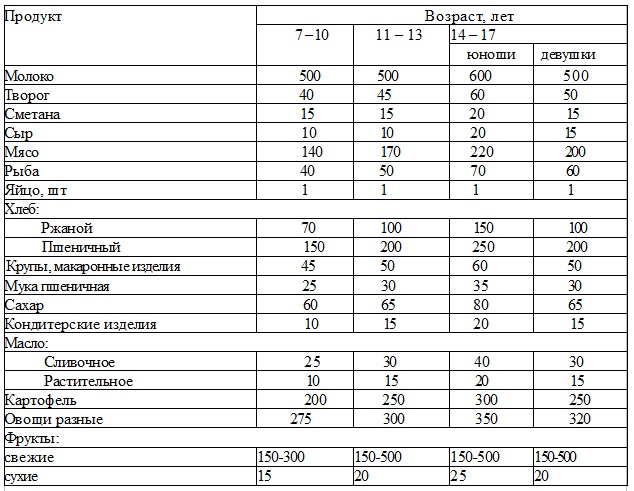 Продукт Возраст, лет
7–10 11 – 13 14 – 17
юноши девушки
Молоко 500 500 600 500
Творог 40 45 60 50
Сметана 15 15 20 15
Сыр 10 10 20 15
Мясо 140 170 220 200
Рыба 40 50 70 60
Яйцо, шт 1 1 1 1
Хлеб:
Ржаной 70 100 150 100
Пшеничный 150 200 250 200
Крупы, макаронные изделия 45 50 60 50
Мука пшеничная 25 30 35 30
Сахар 60 65 80 65
Кондитерские изделия 10 15 20 15
Масло:
Сливочное 25 30 40 30
Растительное 10 15 20 15
Картофель 200 250 300 250
Овощи разные 275 300 350 320
Фрукты:
свежие 150-300 150-500 150-500 150-500
сухие 15 20 25 20